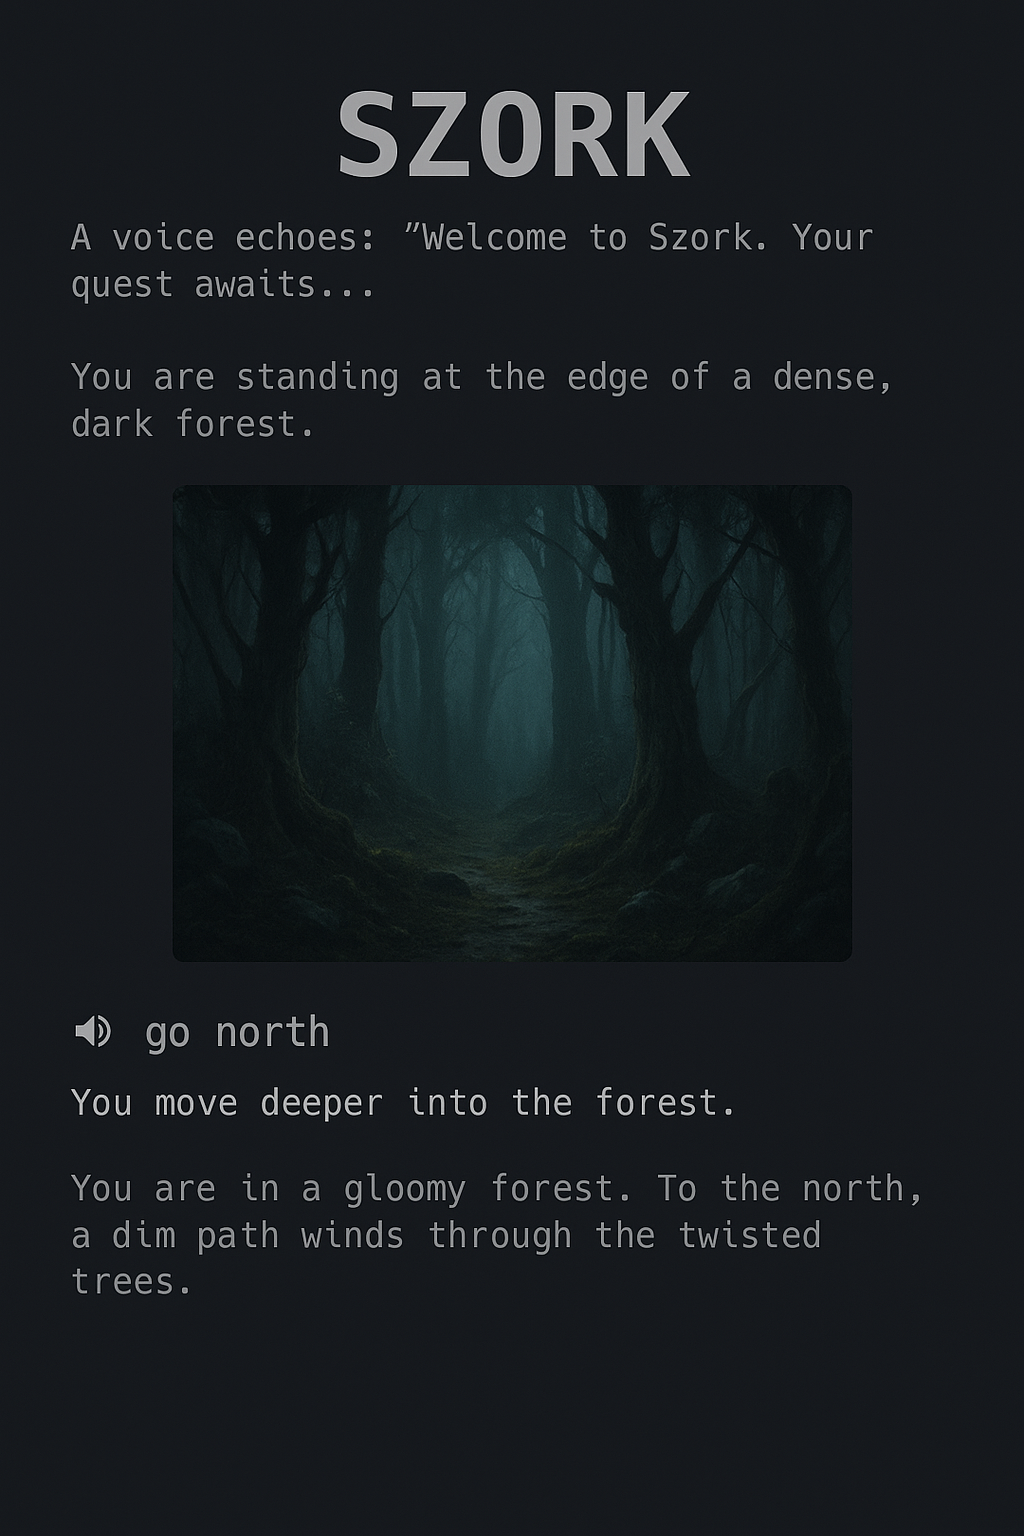 SZORK
A voice echoes: ″Welcome to Szork. Your
quest awaits...
You are standing at the edge of a dense,
dark forest.
go north
You move deeper into the forest.
You are in a gloomy forest. To the north,
a dim path winds through the twisted
trees.